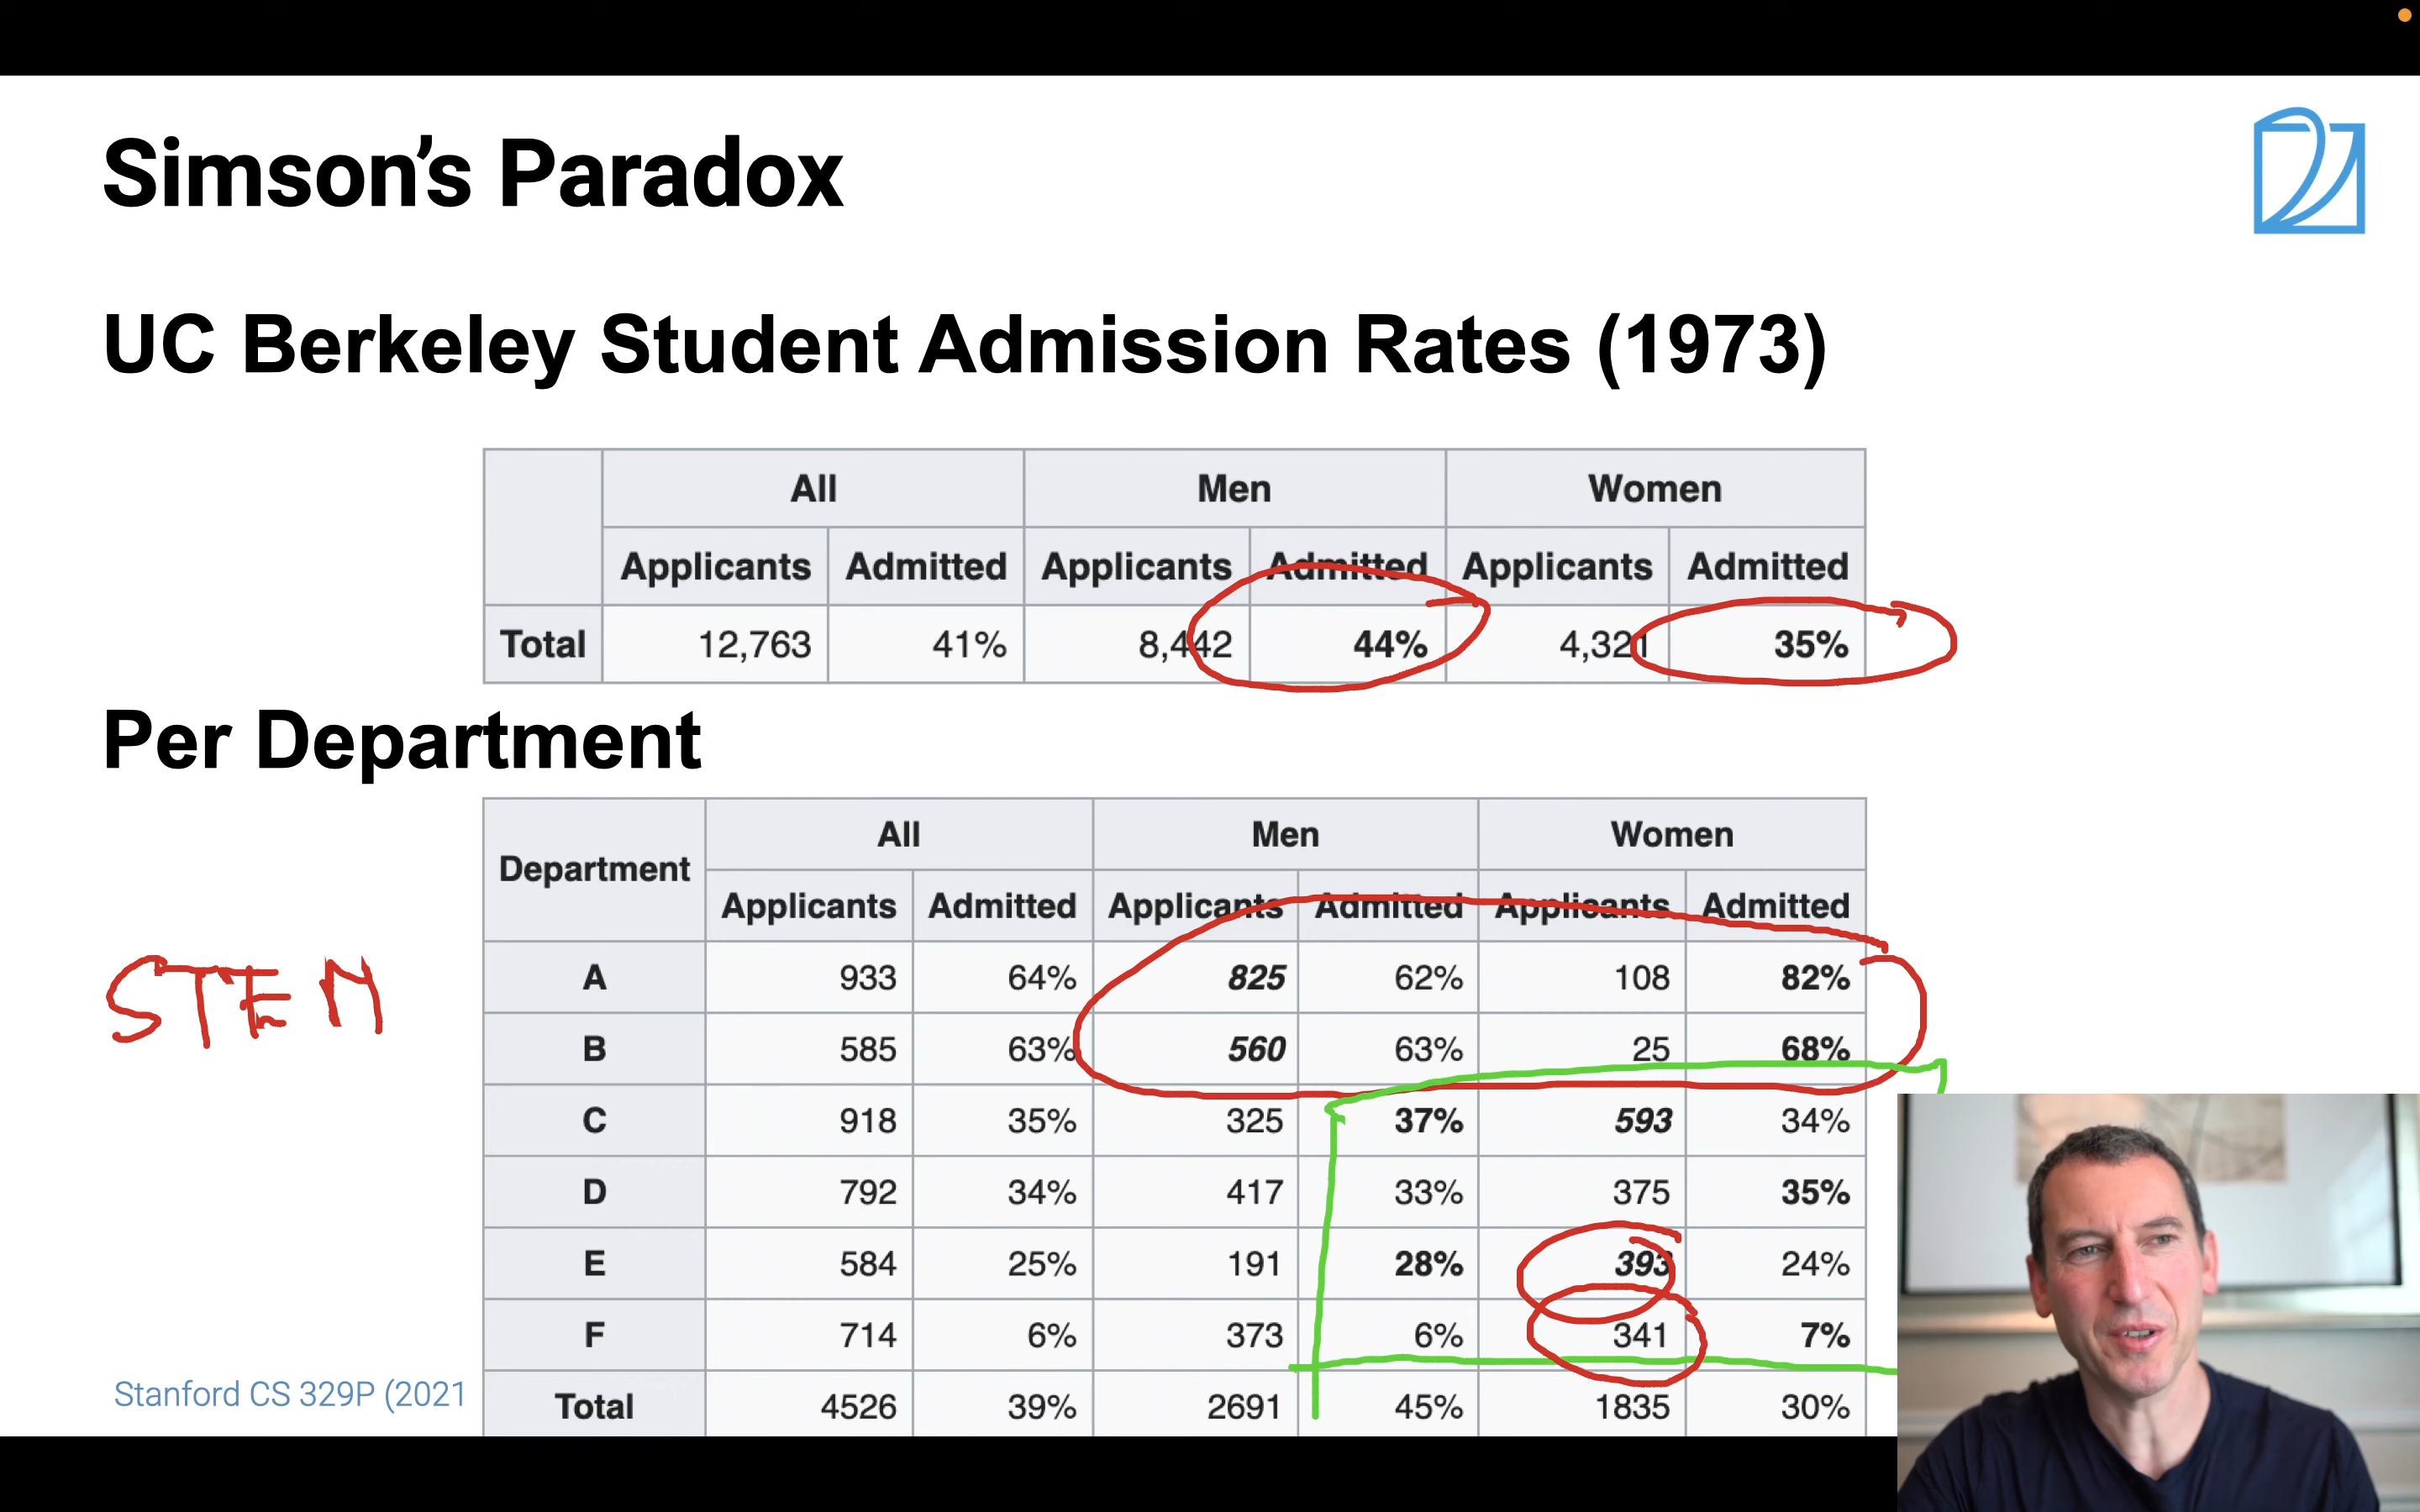 Simson’s Paradox
UC Berkeley Student Admission Rates (1973)
All Men Women
Applicants Admitted Applicants Admitted Applicants Admitted
Total 12,763 41% 8,442 44% 4,321 35%
Per Department
Department All Men Women
Applicants Admitted Applicants Admitted Applicants Admitted
STEM
A 933 64% 825 62% 108 82%
B 585 63% 560 63% 25 68%
C 918 35% 325 37% 593 34%
D 792 34% 417 33% 375 35%
E 584 25% 191 28% 393 24%
F 714 6% 373 6% 341 7%
Total 4526 39% 2691 45% 1835 30%
Stanford CS 329P (2021